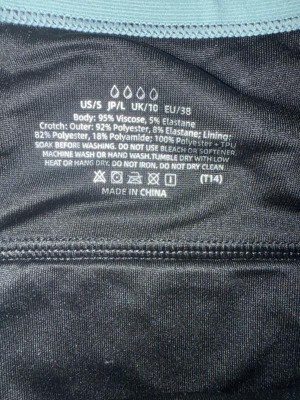 US/S JP/L UK/10 EU/38
Body: 95% Viscose, 5% Elastane
Crotch: Outer: 92% Polyester, 8% Elastane; Lining:
82% Polyester, 18% Polyamide; 100% Polyester + TPU
SOAK BEFORE WASHING. DO NOT USE BLEACH OR SOFTENER.
MACHINE WASH OR HAND WASH.TUMBLE DRY WITH LOW
HEAT OR HANG DRY. DO NOT IRON. DO NOT DRY CLEAN
(T14)
MADE IN CHINA